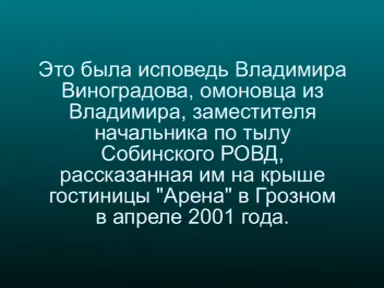 Это была исповедь Владимира
Виноградова, омоновца из
Владимира, заместителя
начальника по тылу
Собинского РОВД,
рассказанная им на крыше
гостиницы "Арена" в Грозном
в апреле 2001 года.